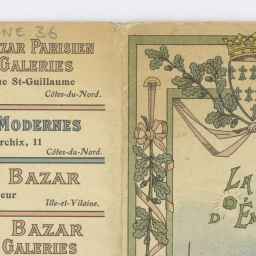 NE 36
BAZAR PARISIEN
GALERIES
ue St-Guillaume
Côtes-du-Nord.
MODERNES
rchix, 11
Côtes-du-Nord.
BAZAR
eur
Ille-et-Vilaine.
BAZAR
GALERIES
LA
D'É